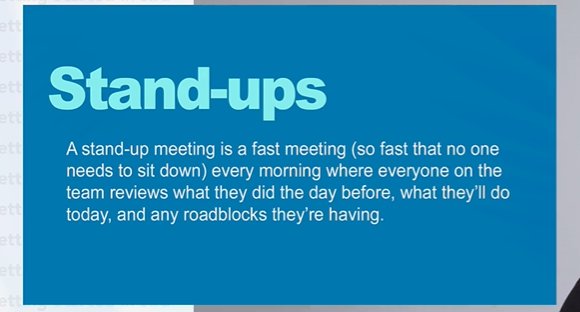 Stand-ups
A stand-up meeting is a fast meeting (so fast that no one
needs to sit down) every morning where everyone on the
team reviews what they did the day before, what they’ll do
today, and any roadblocks they’re having.